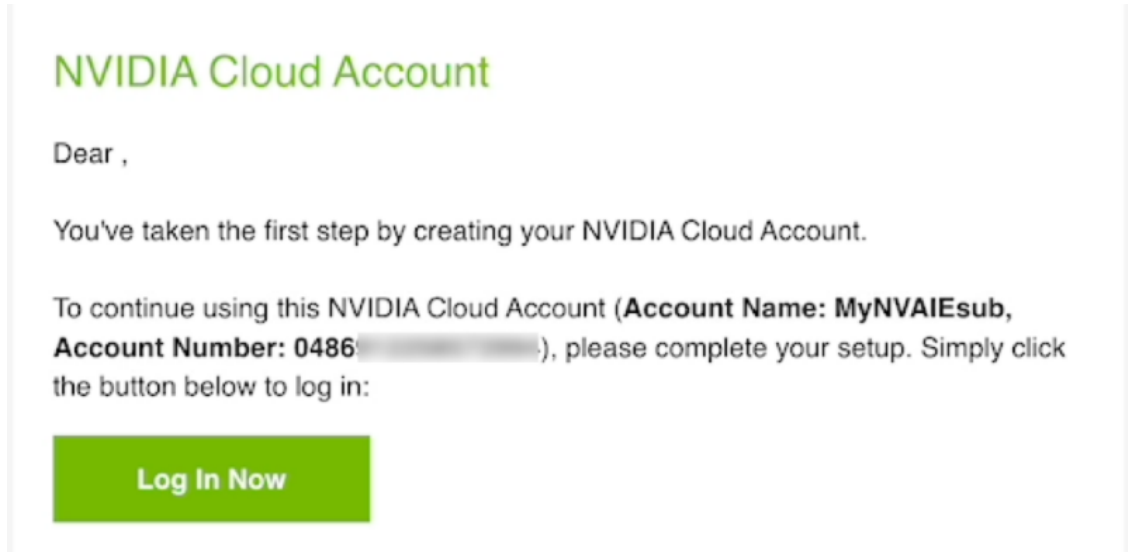 NVIDIA Cloud Account
Dear ,
You've taken the first step by creating your NVIDIA Cloud Account.
To continue using this NVIDIA Cloud Account (Account Name: MyNVAIEsub,
Account Number: 0486 ), please complete your setup. Simply click
the button below to log in:
Log In Now